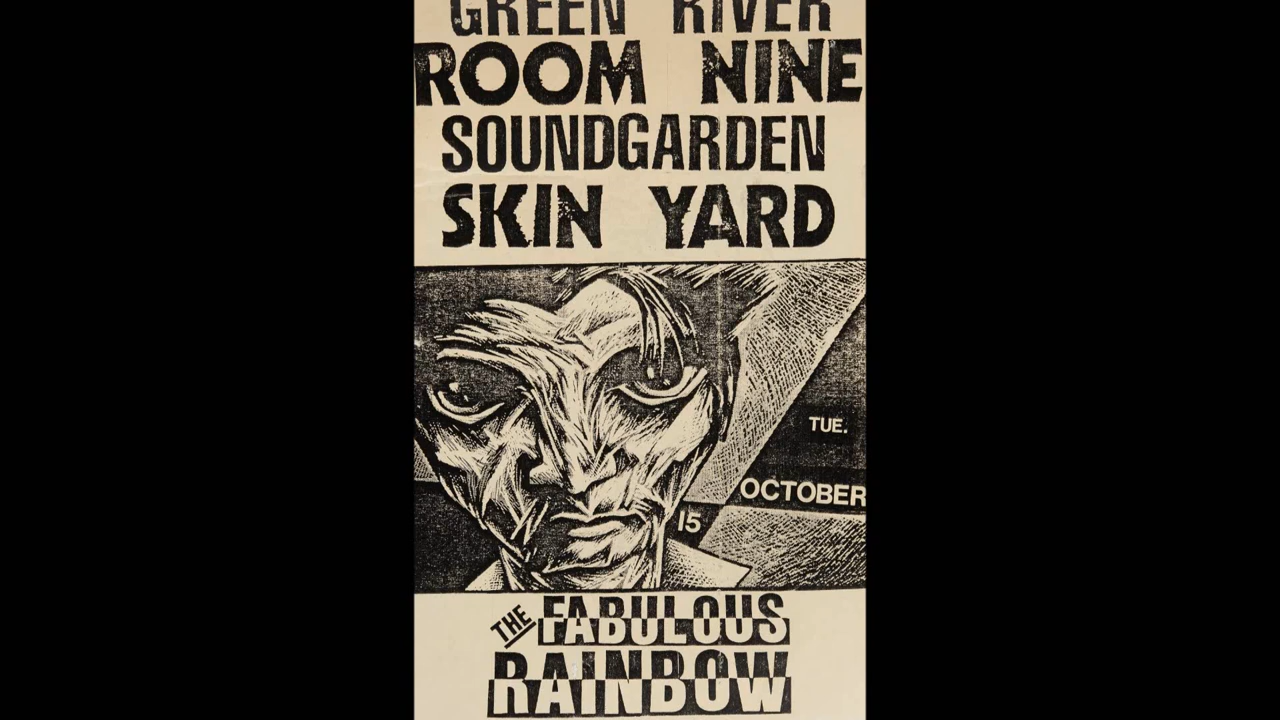 GREEN RIVER
ROOM NINE
SOUNDGARDEN
SKIN YARD
TUE.
OCTOBER
15
THE FABULOUS
RAINBOW